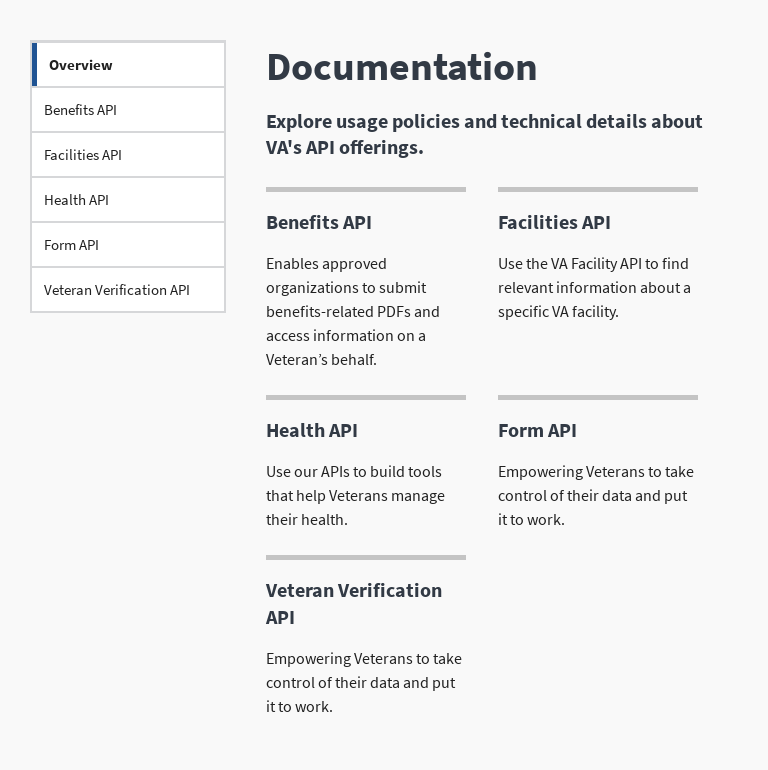 Overview
Benefits API
Facilities API
Health API
Form API
Veteran Verification API
Documentation
Explore usage policies and technical details about
VA's API offerings.
Benefits API
Enables approved
organizations to submit
benefits-related PDFs and
access information on a
Veteran’s behalf.
Facilities API
Use the VA Facility API to find
relevant information about a
specific VA facility.
Health API
Use our APIs to build tools
that help Veterans manage
their health.
Form API
Empowering Veterans to take
control of their data and put
it to work.
Veteran Verification
API
Empowering Veterans to take
control of their data and put
it to work.